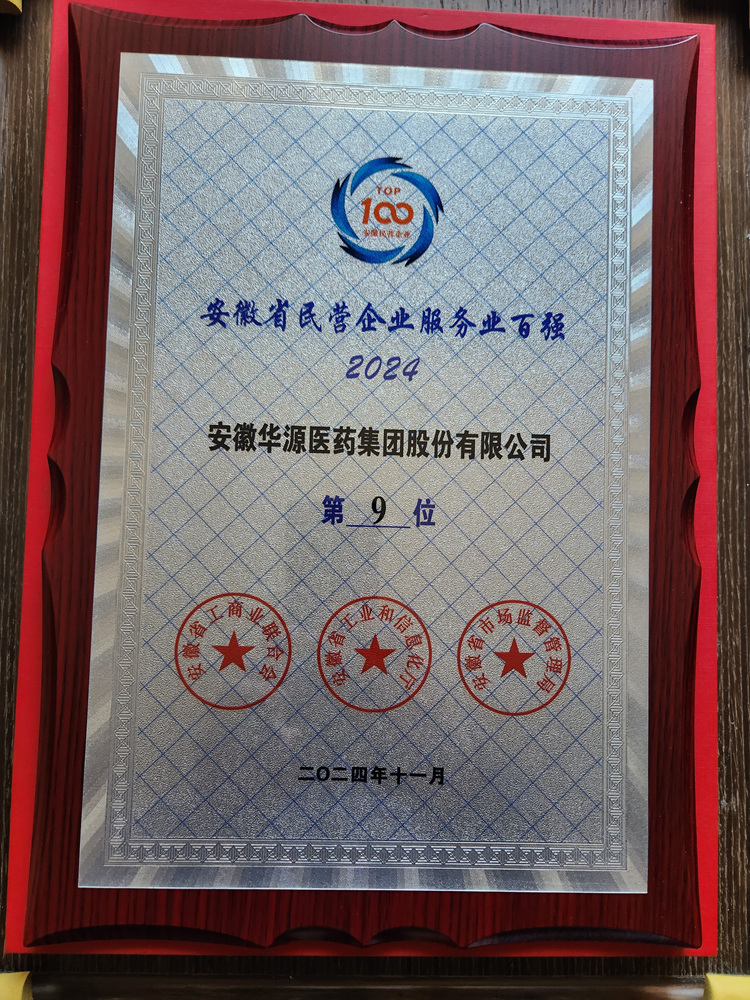 TOP
100
安徽民营企业
安徽省民营企业服务业百强
2024
安徽华源医药集团股份有限公司
第 9 位
安徽省工商业联合会
安徽省工业和信息化厅
安徽省市场监督管理局
二〇二四年十一月